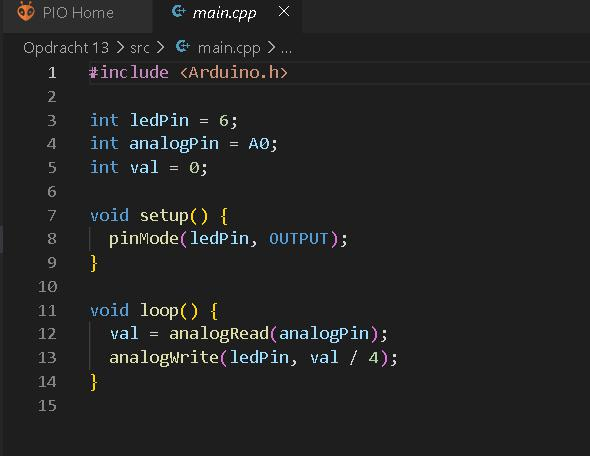 PIO Home main.cpp
Opdracht 13 > src > main.cpp > ...
1 #include <Arduino.h>
2
3 int ledPin = 6;
4 int analogPin = A0;
5 int val = 0;
6
7 void setup() {
8 pinMode(ledPin, OUTPUT);
9 }
10
11 void loop() {
12 val = analogRead(analogPin);
13 analogWrite(ledPin, val / 4);
14 }
15